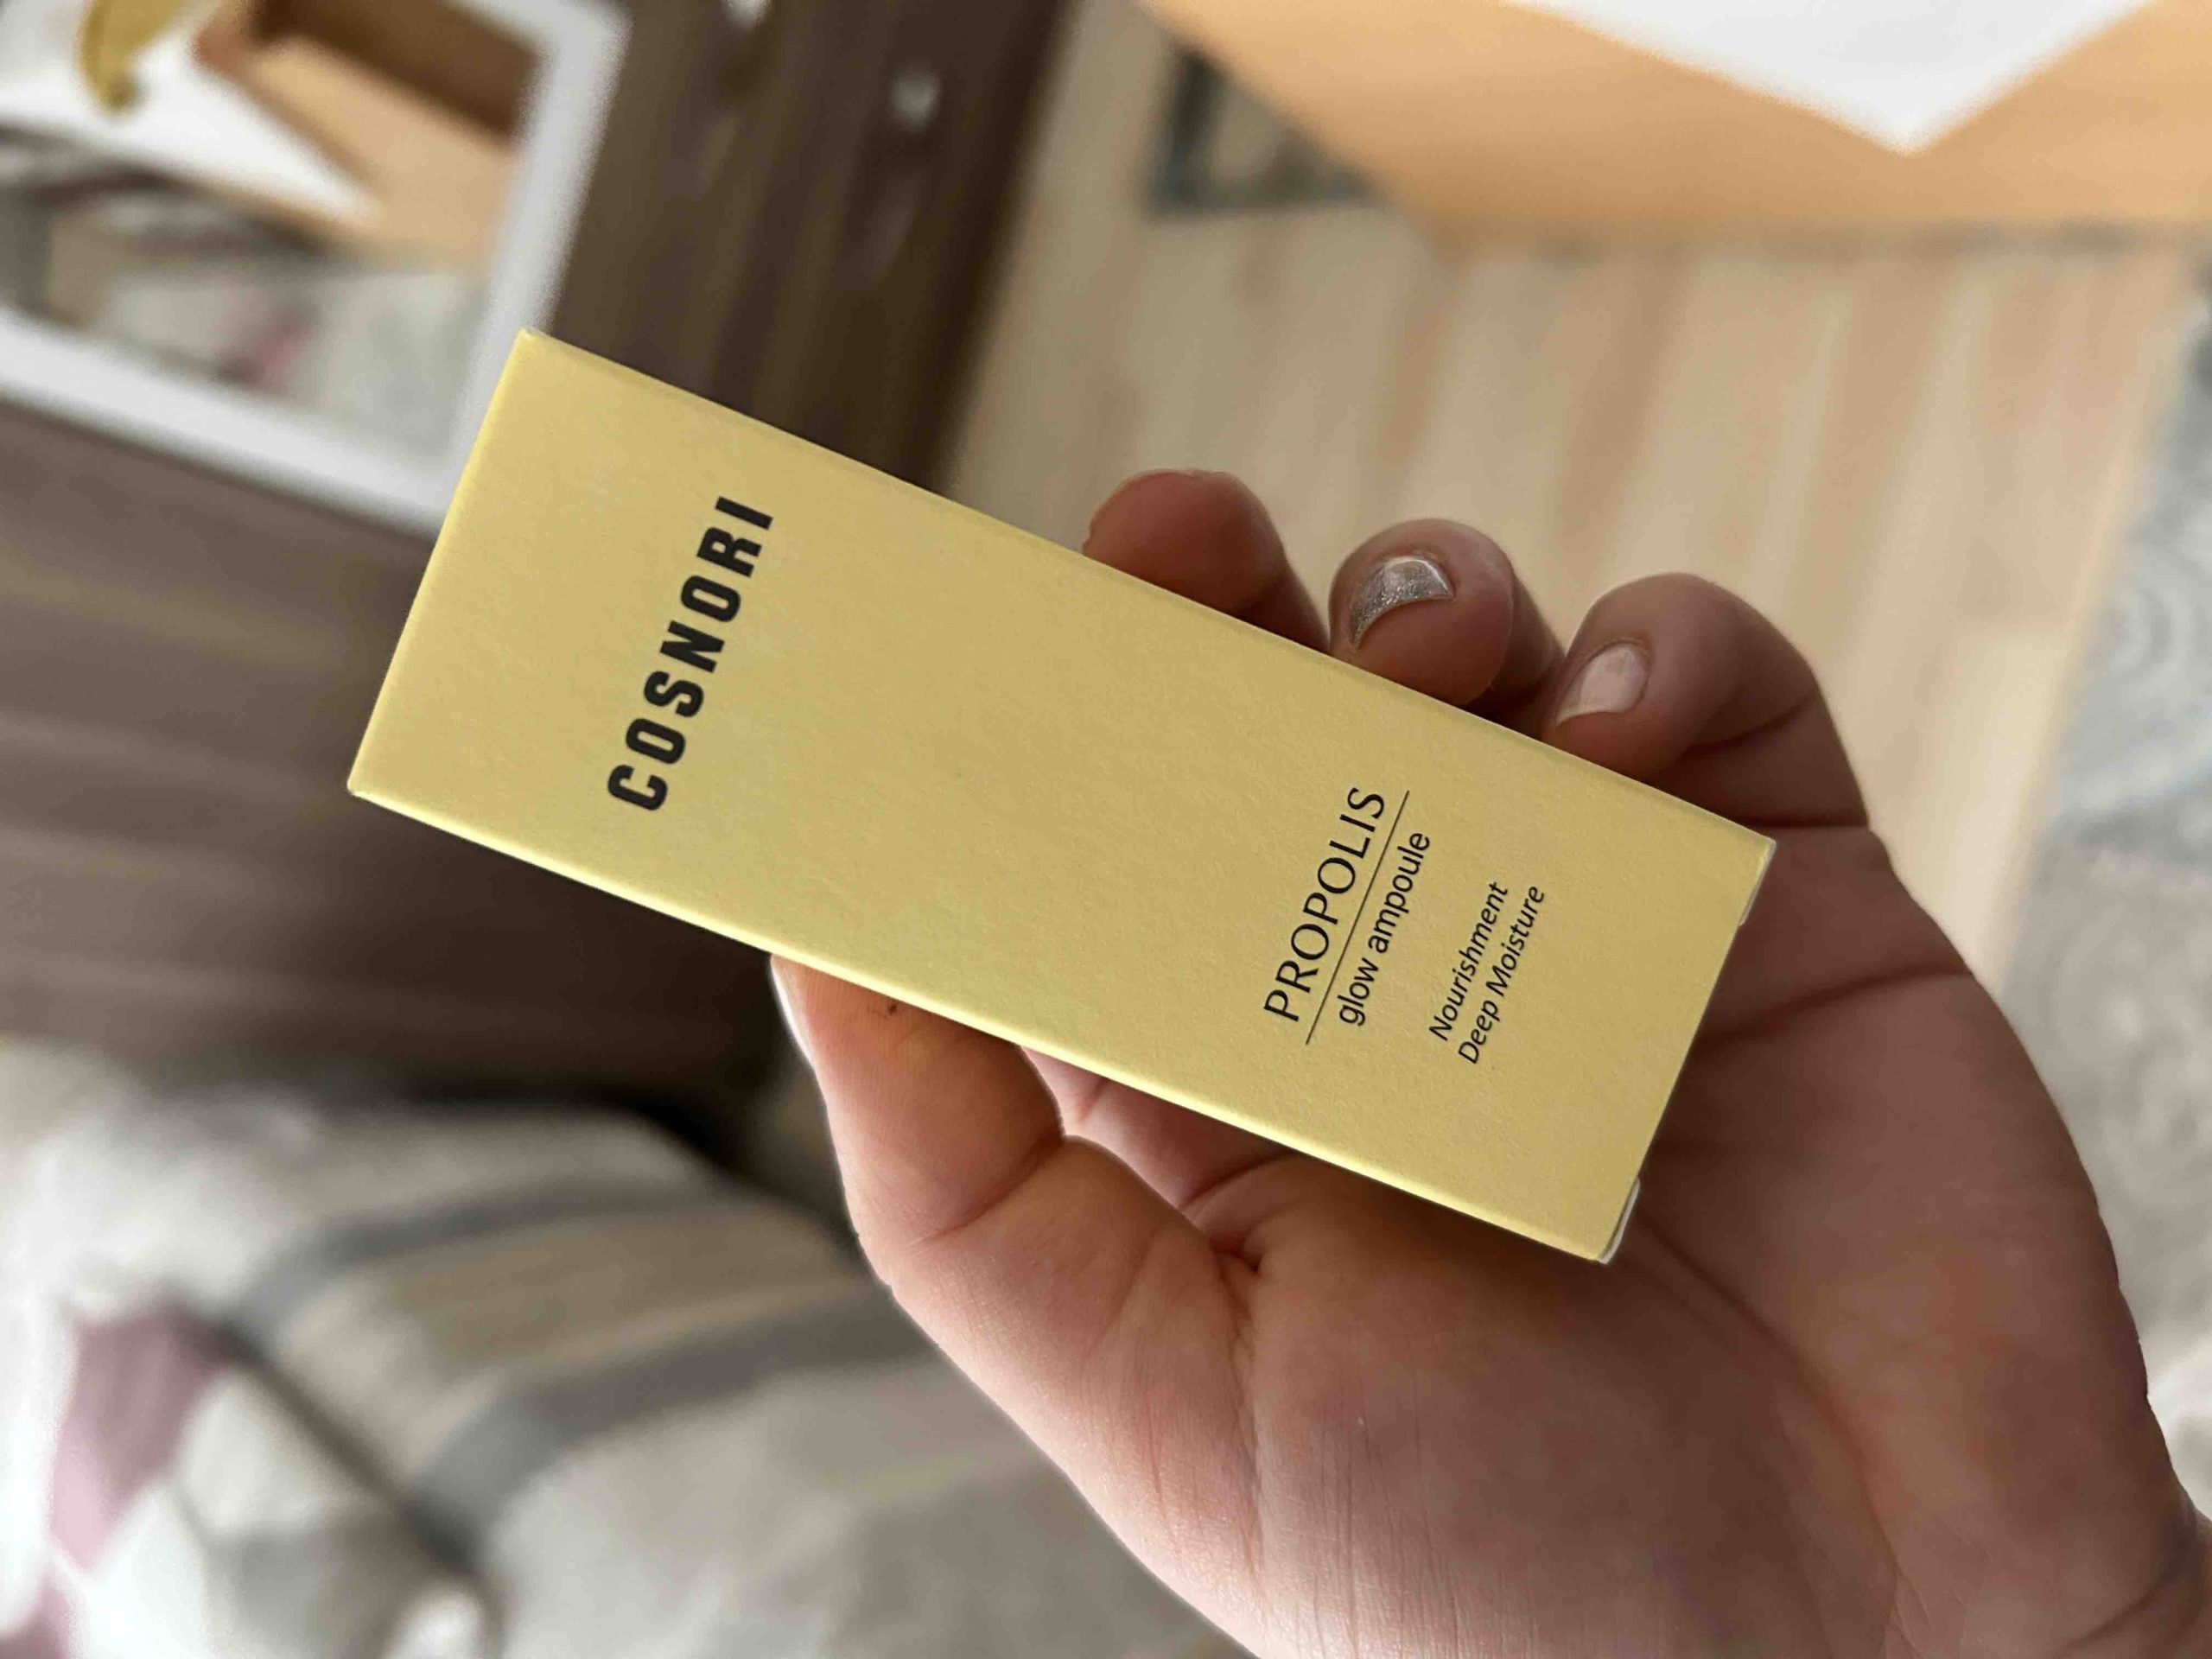 COSNORI
PROPOLIS
glow ampoule
Nourishment
Deep Moisture